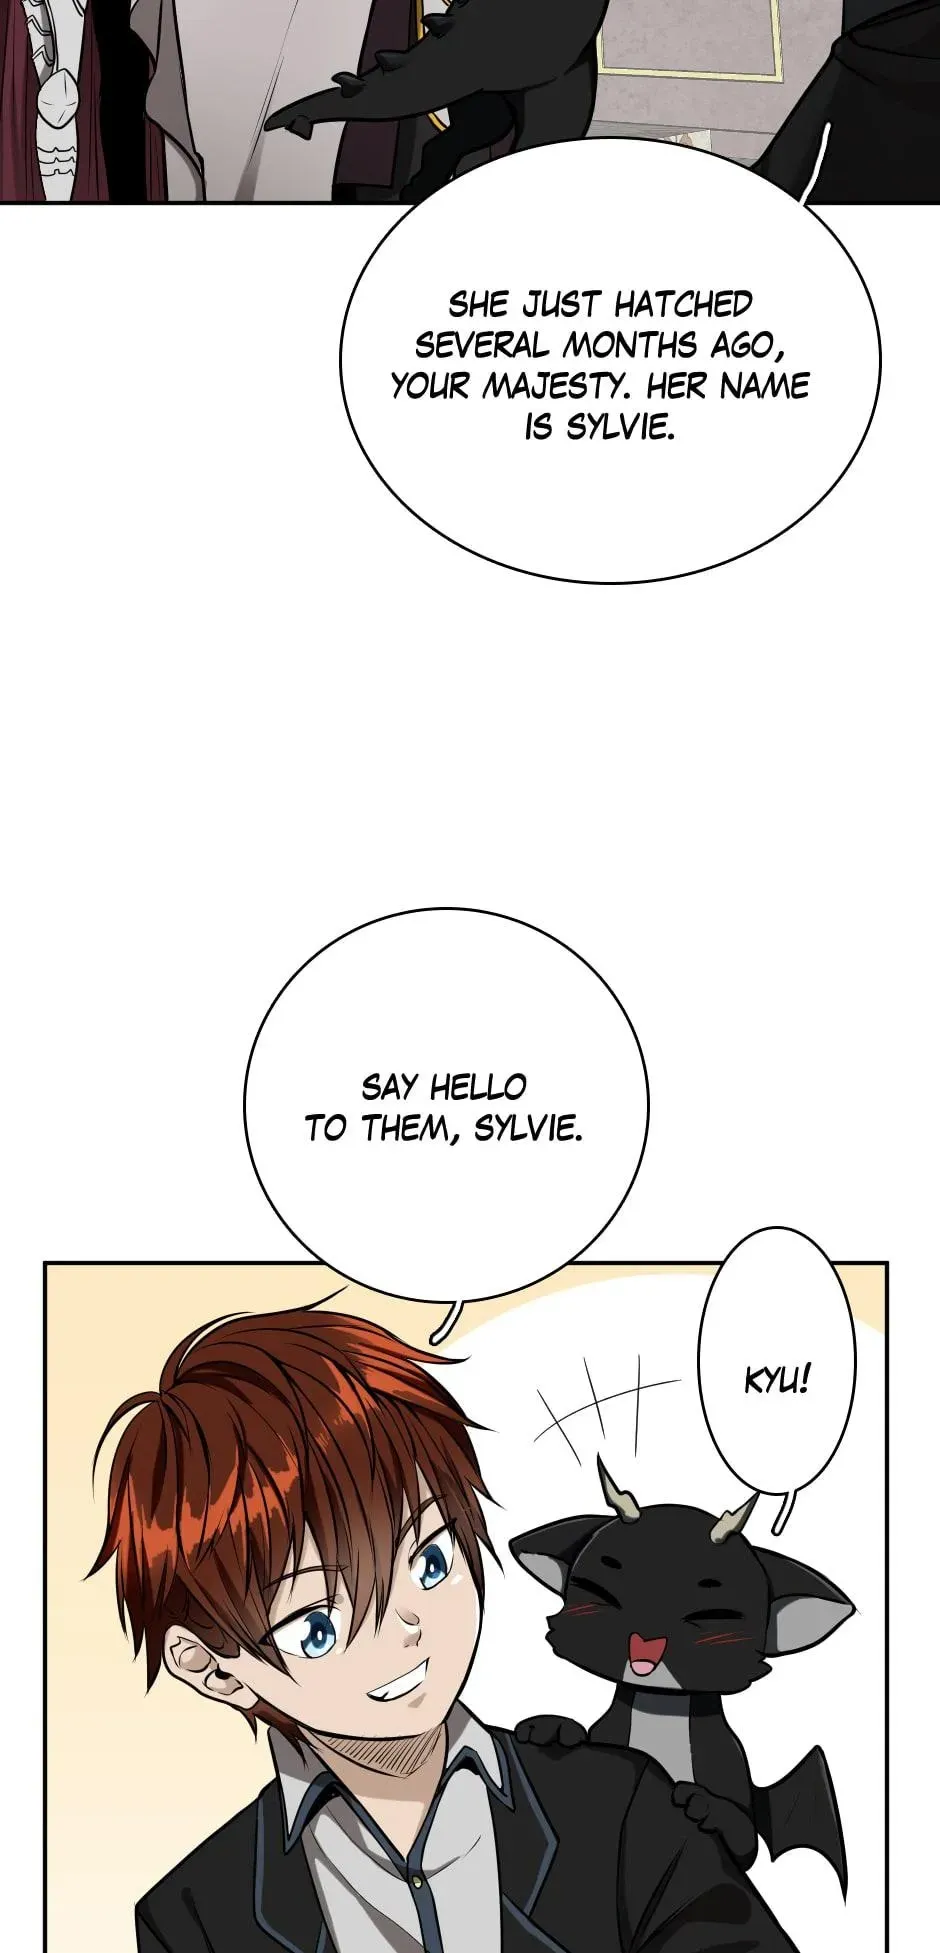 SHE JUST HATCHED
SEVERAL MONTHS AGO,
YOUR MAJESTY. HER NAME
IS SYLVIE.
SAY HELLO
TO THEM, SYLVIE.
KYU!